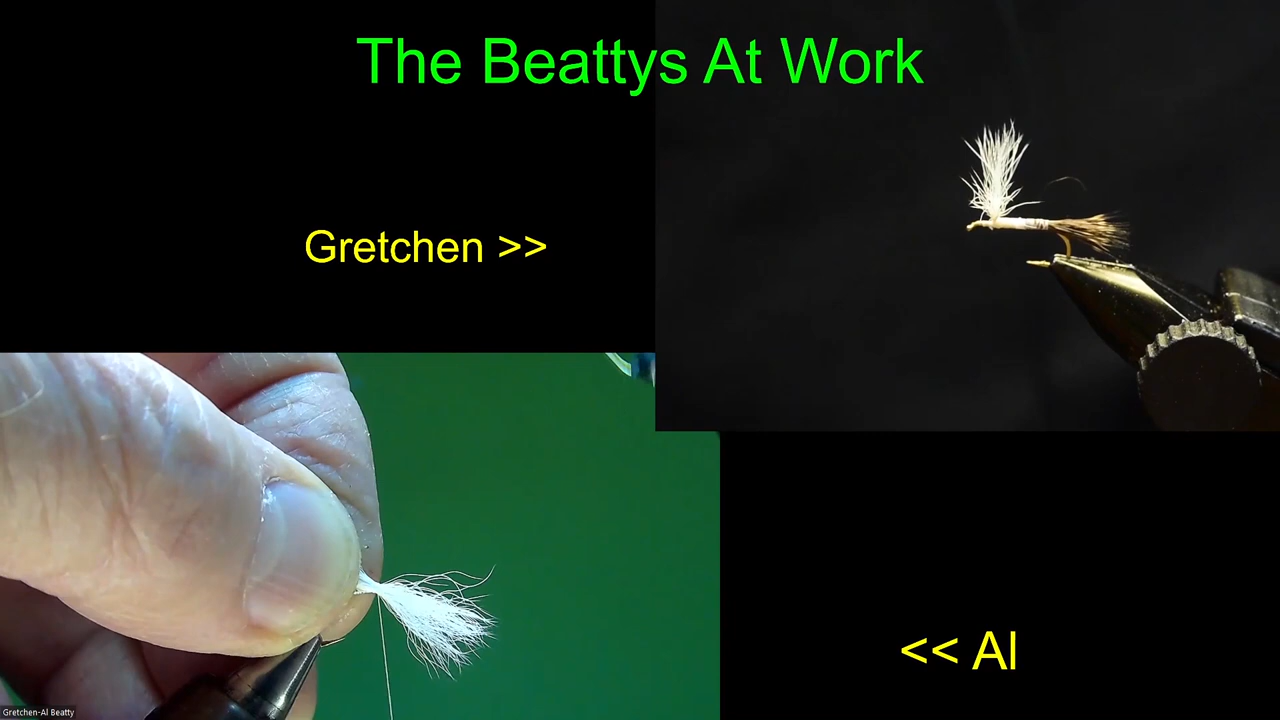 The Beattys At Work
Gretchen >>
<< Al
Gretchen-Al Beatty